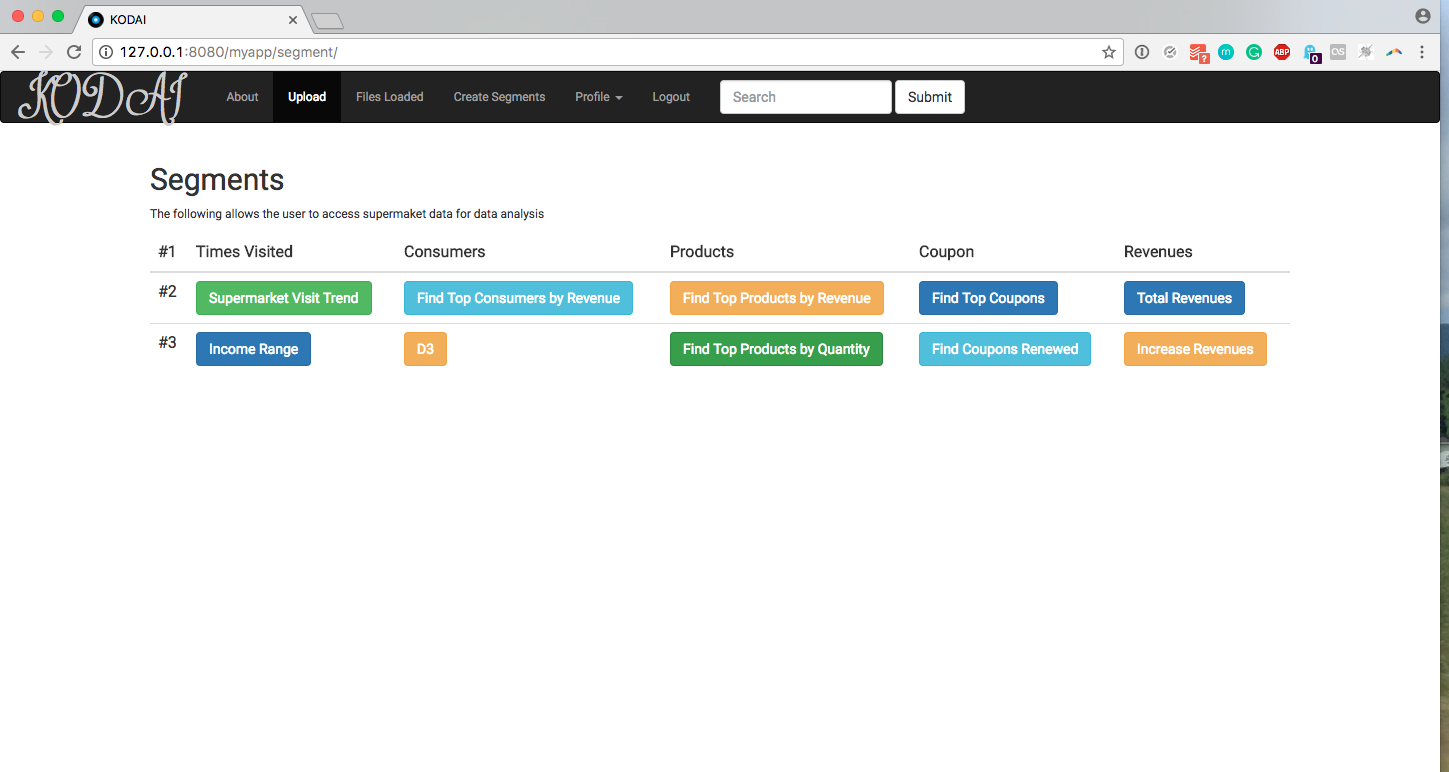 KODAI
127.0.0.1:8080/myapp/segment/
? m ABP 0 OS
KODAI About Upload Files Loaded Create Segments Profile Logout Search Submit
Segments
The following allows the user to access supermaket data for data analysis
#1 Times Visited Consumers Products Coupon Revenues
#2 Supermarket Visit Trend Find Top Consumers by Revenue Find Top Products by Revenue Find Top Coupons Total Revenues
#3 Income Range D3 Find Top Products by Quantity Find Coupons Renewed Increase Revenues